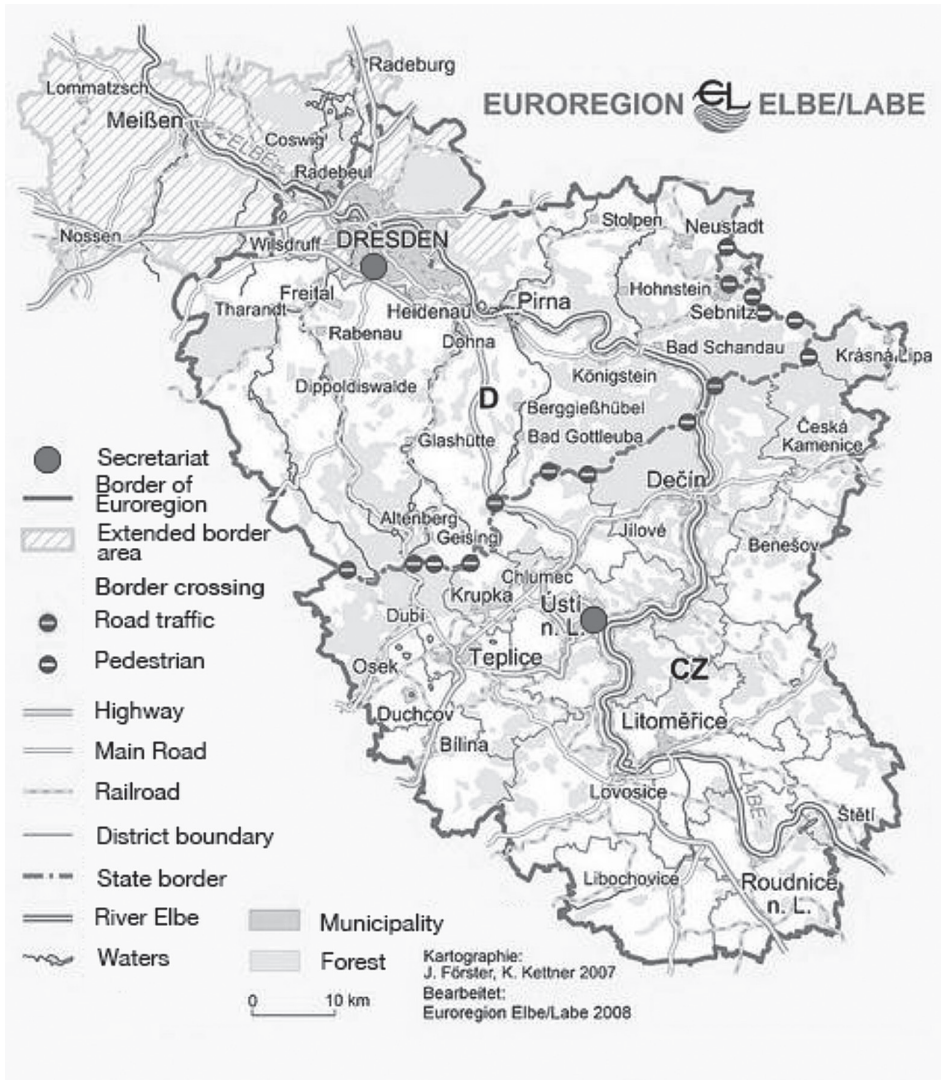 EUROREGION EL ELBE/LABE
Radeburg
Lommatzsch
Meißen
Coswig
ELBE
Radebeul
Nossen
Wilsdruff
DRESDEN
Stolpen
Neustadt
Tharandt
Freital
Heidenau
Pirna
Hohnstein
Sebnitz
Rabenau
Dohna
Bad Schandau
Krásná Lipa
Königstein
Dippoldiswalde
D
Berggießhübel
Bad Gottleuba
Česká
Kamenice
Glashütte
Děčín
Altenberg
Geising
Jílové
Benešov
Chlumec
Krupka
Ústí
n. L.
Dubí
Osek
Teplice
CZ
Duchcov
Litoměřice
Bílina
Lovosice
LABE
Štětí
Libochovice
Roudnice
n. L.
Secretariat
Border of
Euroregion
Extended border
area
Border crossing
Road traffic
Pedestrian
Highway
Main Road
Railroad
District boundary
State border
River Elbe
Waters
Municipality
Forest
0 10 km
Kartographie:
J. Förster, K. Kettner 2007
Bearbeitet:
Euroregion Elbe/Labe 2008